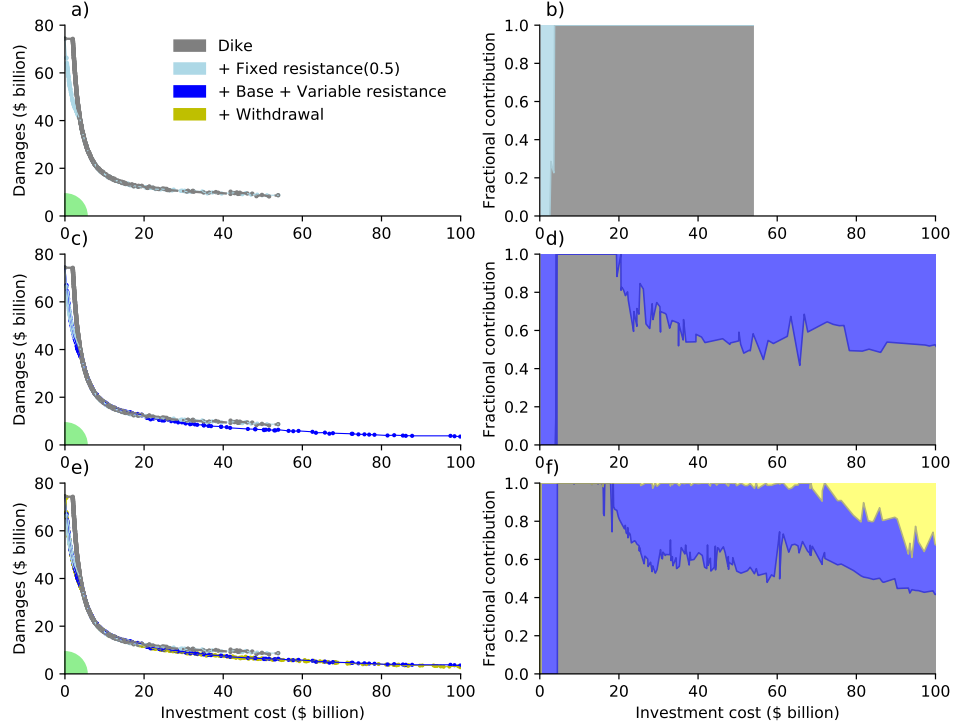 a)
80
60
40
20
0
Damages ($ billion)
Dike
+ Fixed resistance(0.5)
+ Base + Variable resistance
+ Withdrawal
0 20 40 60 80 100
b)
1.0
0.8
0.6
0.4
0.2
0.0
Fractional contribution
0 20 40 60 80 100
c)
80
60
40
20
0
Damages ($ billion)
0 20 40 60 80 100
d)
1.0
0.8
0.6
0.4
0.2
0.0
Fractional contribution
0 20 40 60 80 100
e)
80
60
40
20
0
Damages ($ billion)
0 20 40 60 80 100
Investment cost ($ billion)
f)
1.0
0.8
0.6
0.4
0.2
0.0
Fractional contribution
0 20 40 60 80 100
Investment cost ($ billion)